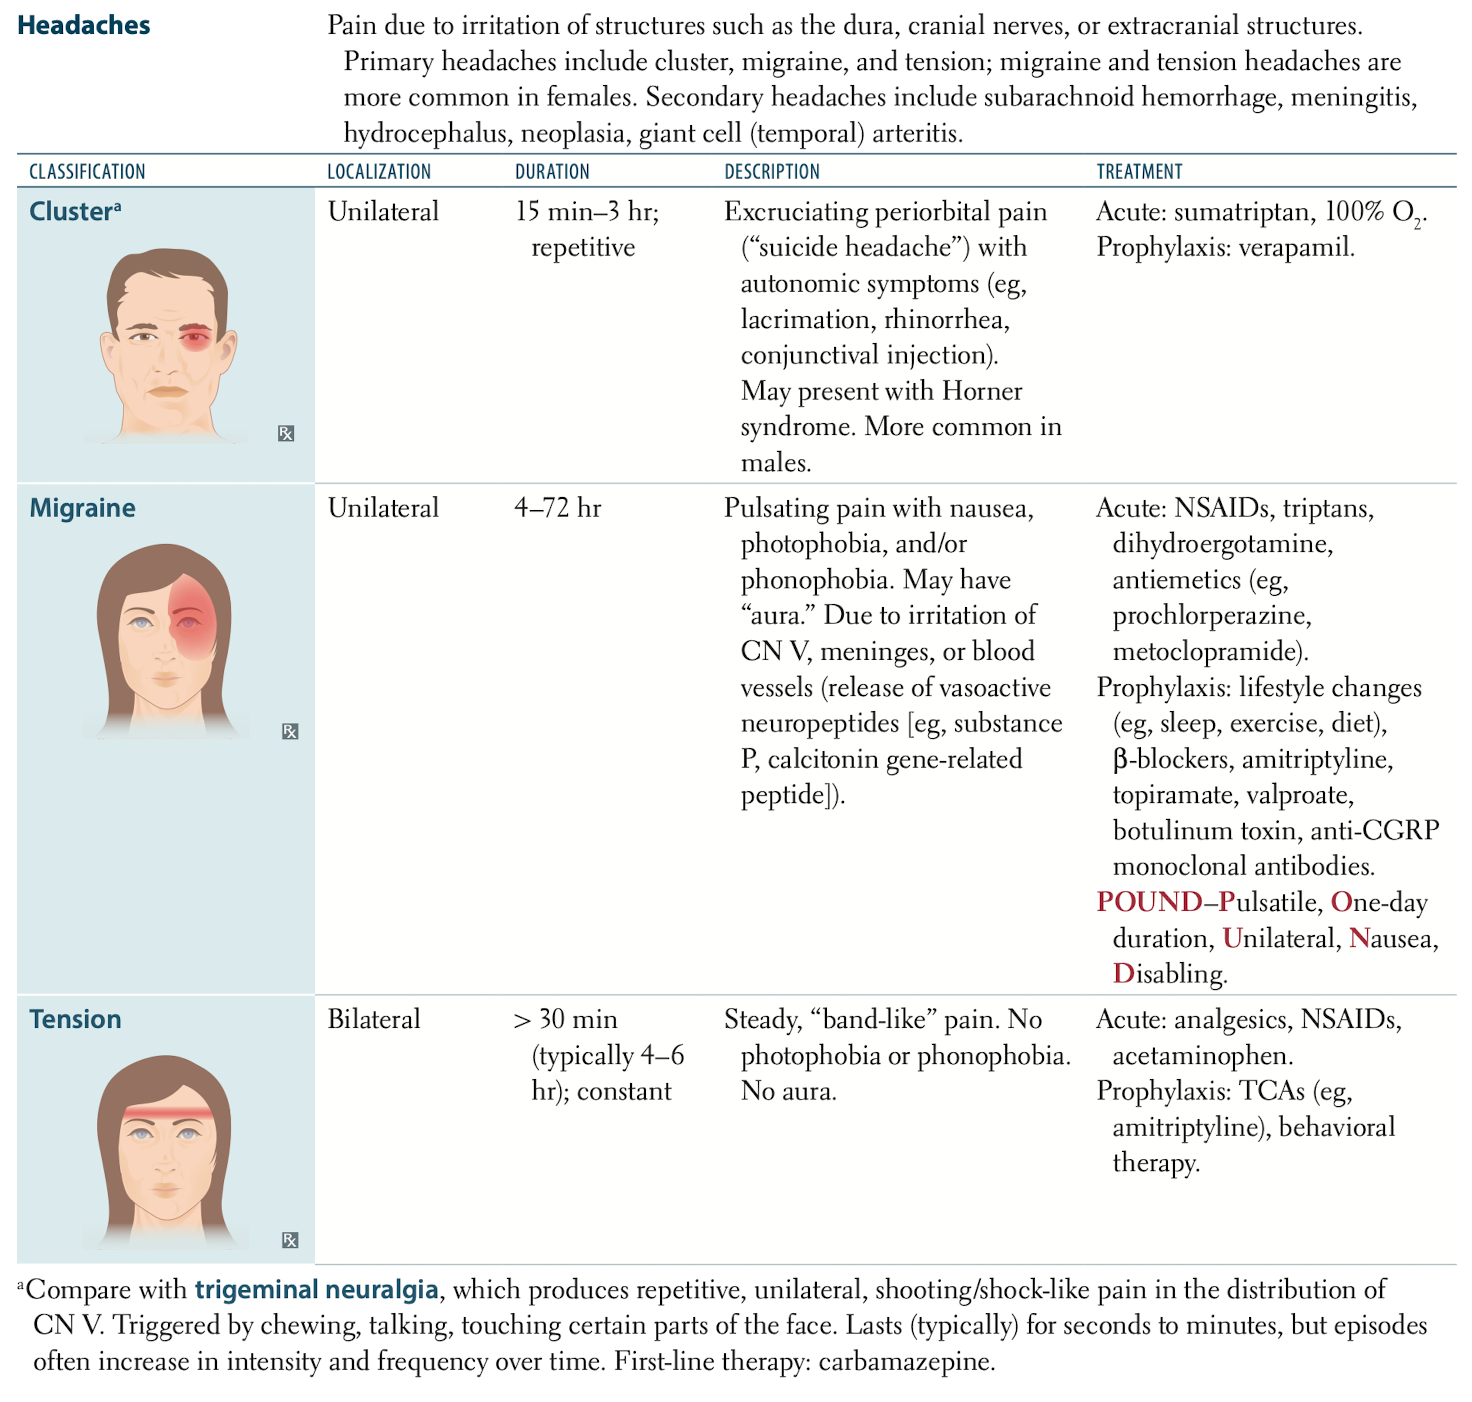 Headaches
Pain due to irritation of structures such as the dura, cranial nerves, or extracranial structures.
Primary headaches include cluster, migraine, and tension; migraine and tension headaches are
more common in females. Secondary headaches include subarachnoid hemorrhage, meningitis,
hydrocephalus, neoplasia, giant cell (temporal) arteritis.
CLASSIFICATION LOCALIZATION DURATION DESCRIPTION TREATMENT
Clusterᵃ
Unilateral
15 min–3 hr;
repetitive
Excruciating periorbital pain
(“suicide headache”) with
autonomic symptoms (eg,
lacrimation, rhinorrhea,
conjunctival injection).
May present with Horner
syndrome. More common in
males.
Acute: sumatriptan, 100% O₂.
Prophylaxis: verapamil.
Rx
Migraine
Unilateral
4–72 hr
Pulsating pain with nausea,
photophobia, and/or
phonophobia. May have
“aura.” Due to irritation of
CN V, meninges, or blood
vessels (release of vasoactive
neuropeptides [eg, substance
P, calcitonin gene-related
peptide]).
Acute: NSAIDs, triptans,
dihydroergotamine,
antiemetics (eg,
prochlorperazine,
metoclopramide).
Prophylaxis: lifestyle changes
(eg, sleep, exercise, diet),
β-blockers, amitriptyline,
topiramate, valproate,
botulinum toxin, anti-CGRP
monoclonal antibodies.
POUND–Pulsatile, One-day
duration, Unilateral, Nausea,
Disabling.
Rx
Tension
Bilateral
> 30 min
(typically 4–6
hr); constant
Steady, “band-like” pain. No
photophobia or phonophobia.
No aura.
Acute: analgesics, NSAIDs,
acetaminophen.
Prophylaxis: TCAs (eg,
amitriptyline), behavioral
therapy.
Rx
ᵃCompare with trigeminal neuralgia, which produces repetitive, unilateral, shooting/shock-like pain in the distribution of
CN V. Triggered by chewing, talking, touching certain parts of the face. Lasts (typically) for seconds to minutes, but episodes
often increase in intensity and frequency over time. First-line therapy: carbamazepine.